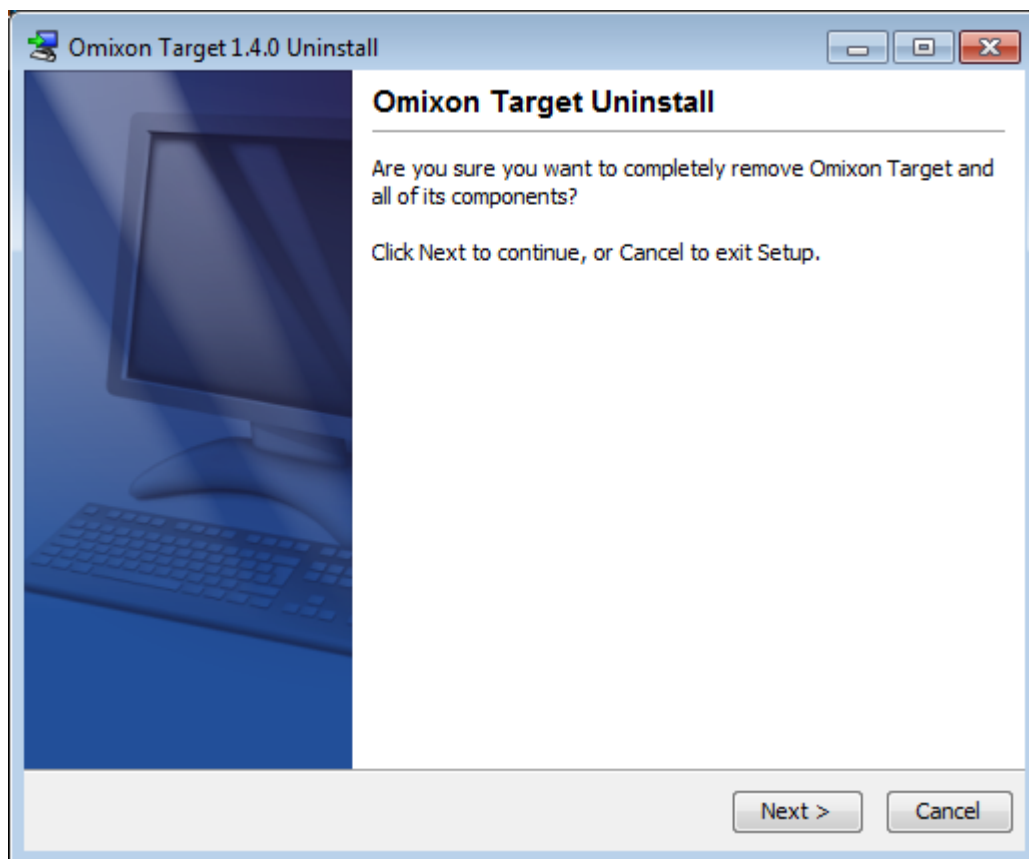 Omixon Target 1.4.0 Uninstall
Omixon Target Uninstall
Are you sure you want to completely remove Omixon Target and
all of its components?
Click Next to continue, or Cancel to exit Setup.
Next >
Cancel